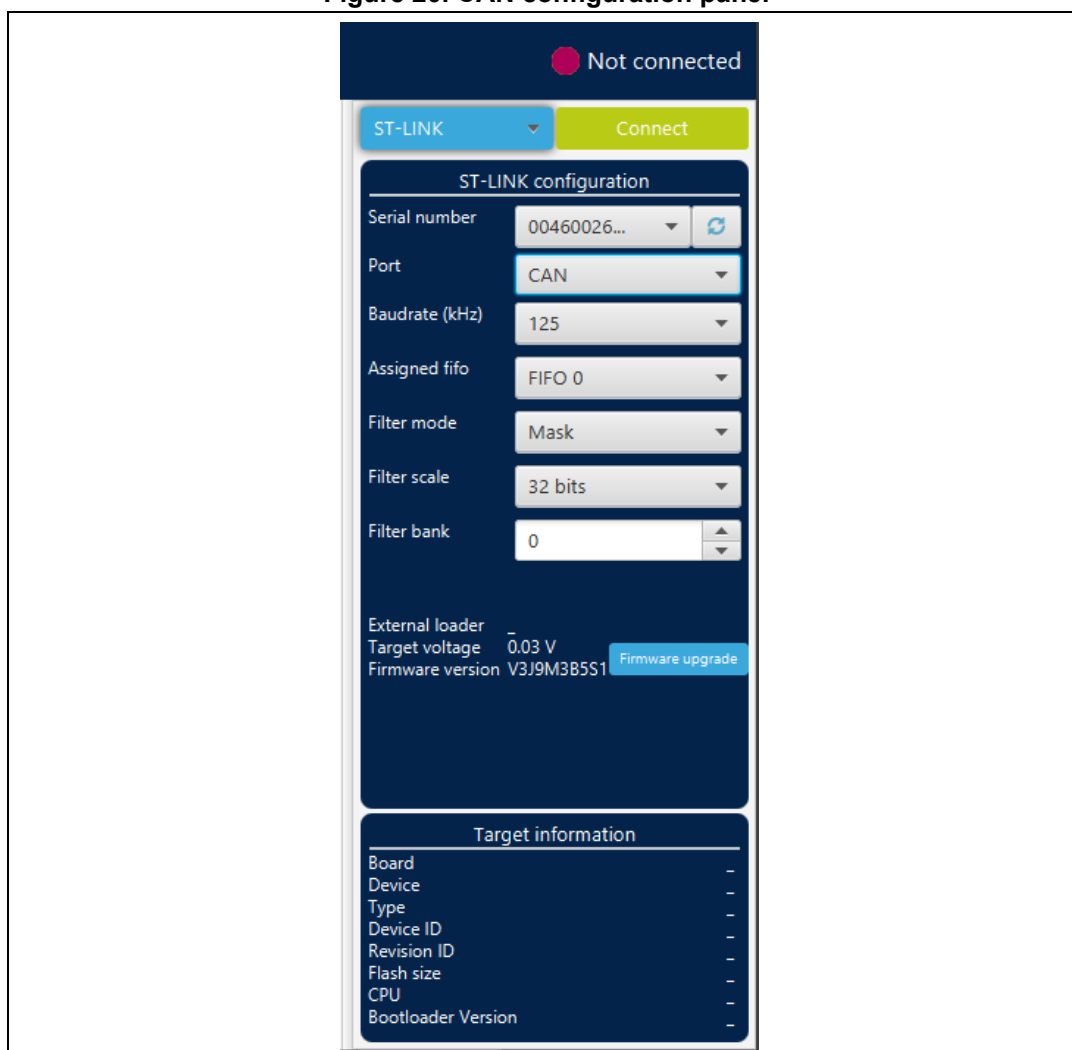 Figure 20. CAN configuration panel
Not connected
ST-LINK Connect
ST-LINK configuration
Serial number 00460026...
Port CAN
Baudrate (kHz) 125
Assigned fifo FIFO 0
Filter mode Mask
Filter scale 32 bits
Filter bank 0
External loader _
Target voltage 0.03 V
Firmware version V3J9M3B5S1 Firmware upgrade
Target information
Board _
Device _
Type _
Device ID _
Revision ID _
Flash size _
CPU _
Bootloader Version _